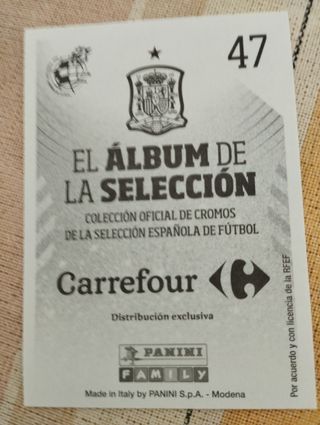 47
EL ÁLBUM DE
LA SELECCIÓN
COLECCIÓN OFICIAL DE CROMOS
DE LA SELECCIÓN ESPAÑOLA DE FÚTBOL
Carrefour
Distribución exclusiva
PANINI
FAMILY
Made in Italy by PANINI S.p.A. - Modena
Por acuerdo y con licencia de la RFEF